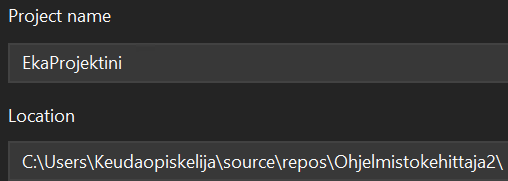 Project name
EkaProjektini
Location
C:\Users\Keudaopiskelija\source\repos\Ohjelmistokehittaja2\